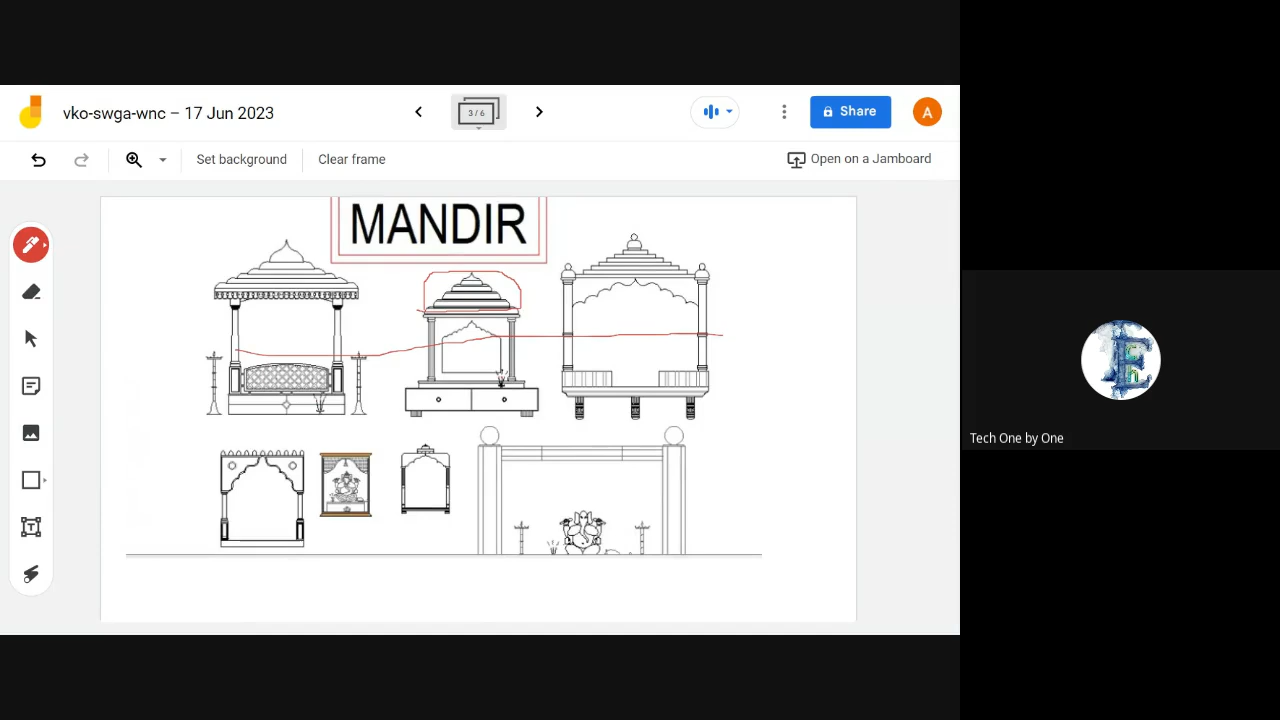 vko-swga-wnc – 17 Jun 2023
3 / 6
Share
A
Set background
Clear frame
Open on a Jamboard
MANDIR
Tech One by One